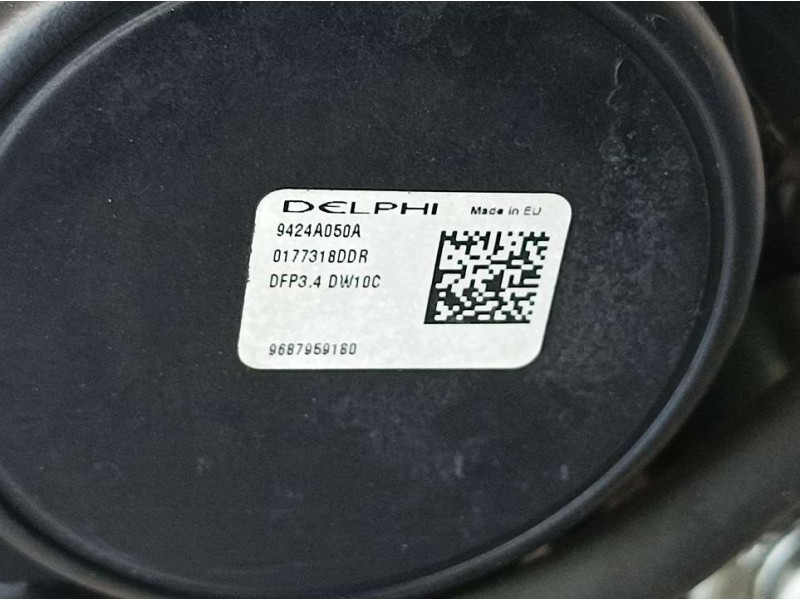 DELPHI Made in EU
9424A050A
0177318DDR
DFP3.4 DW10C
9687959180